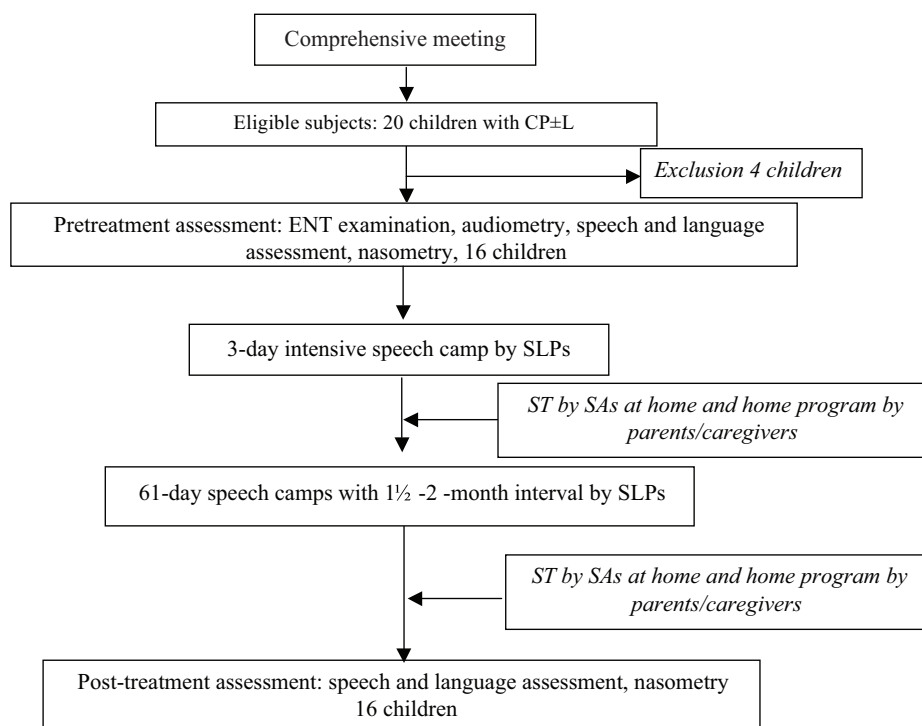 Comprehensive meeting
Eligible subjects: 20 children with CP±L
Exclusion 4 children
Pretreatment assessment: ENT examination, audiometry, speech and language
assessment, nasometry, 16 children
3-day intensive speech camp by SLPs
ST by SAs at home and home program by
parents/caregivers
61-day speech camps with 1½ -2 -month interval by SLPs
ST by SAs at home and home program by
parents/caregivers
Post-treatment assessment: speech and language assessment, nasometry
16 children